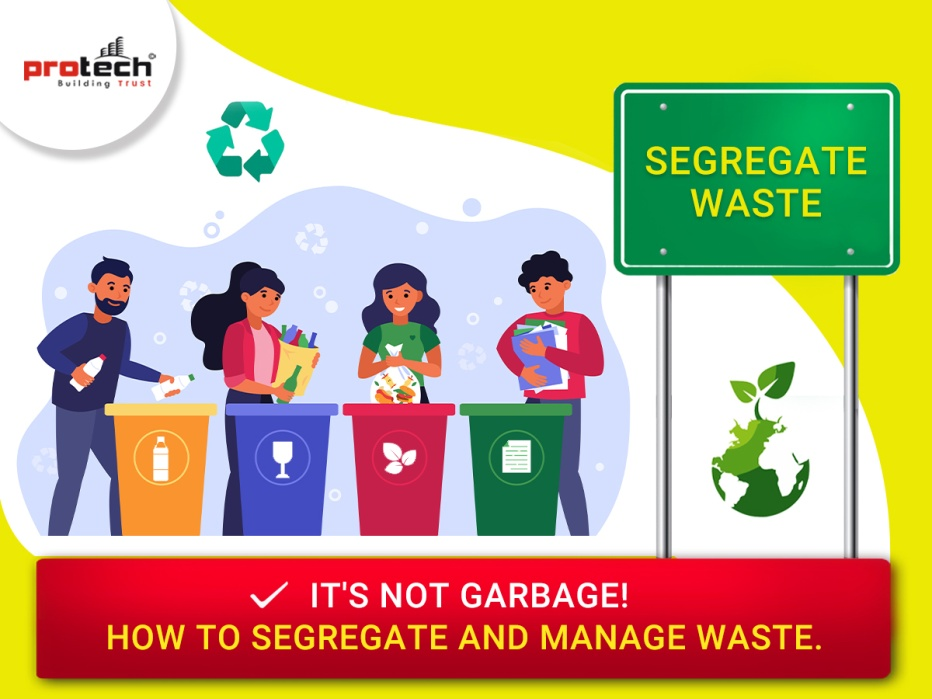 protech
Building Trust
SEGREGATE
WASTE
IT'S NOT GARBAGE!
HOW TO SEGREGATE AND MANAGE WASTE.